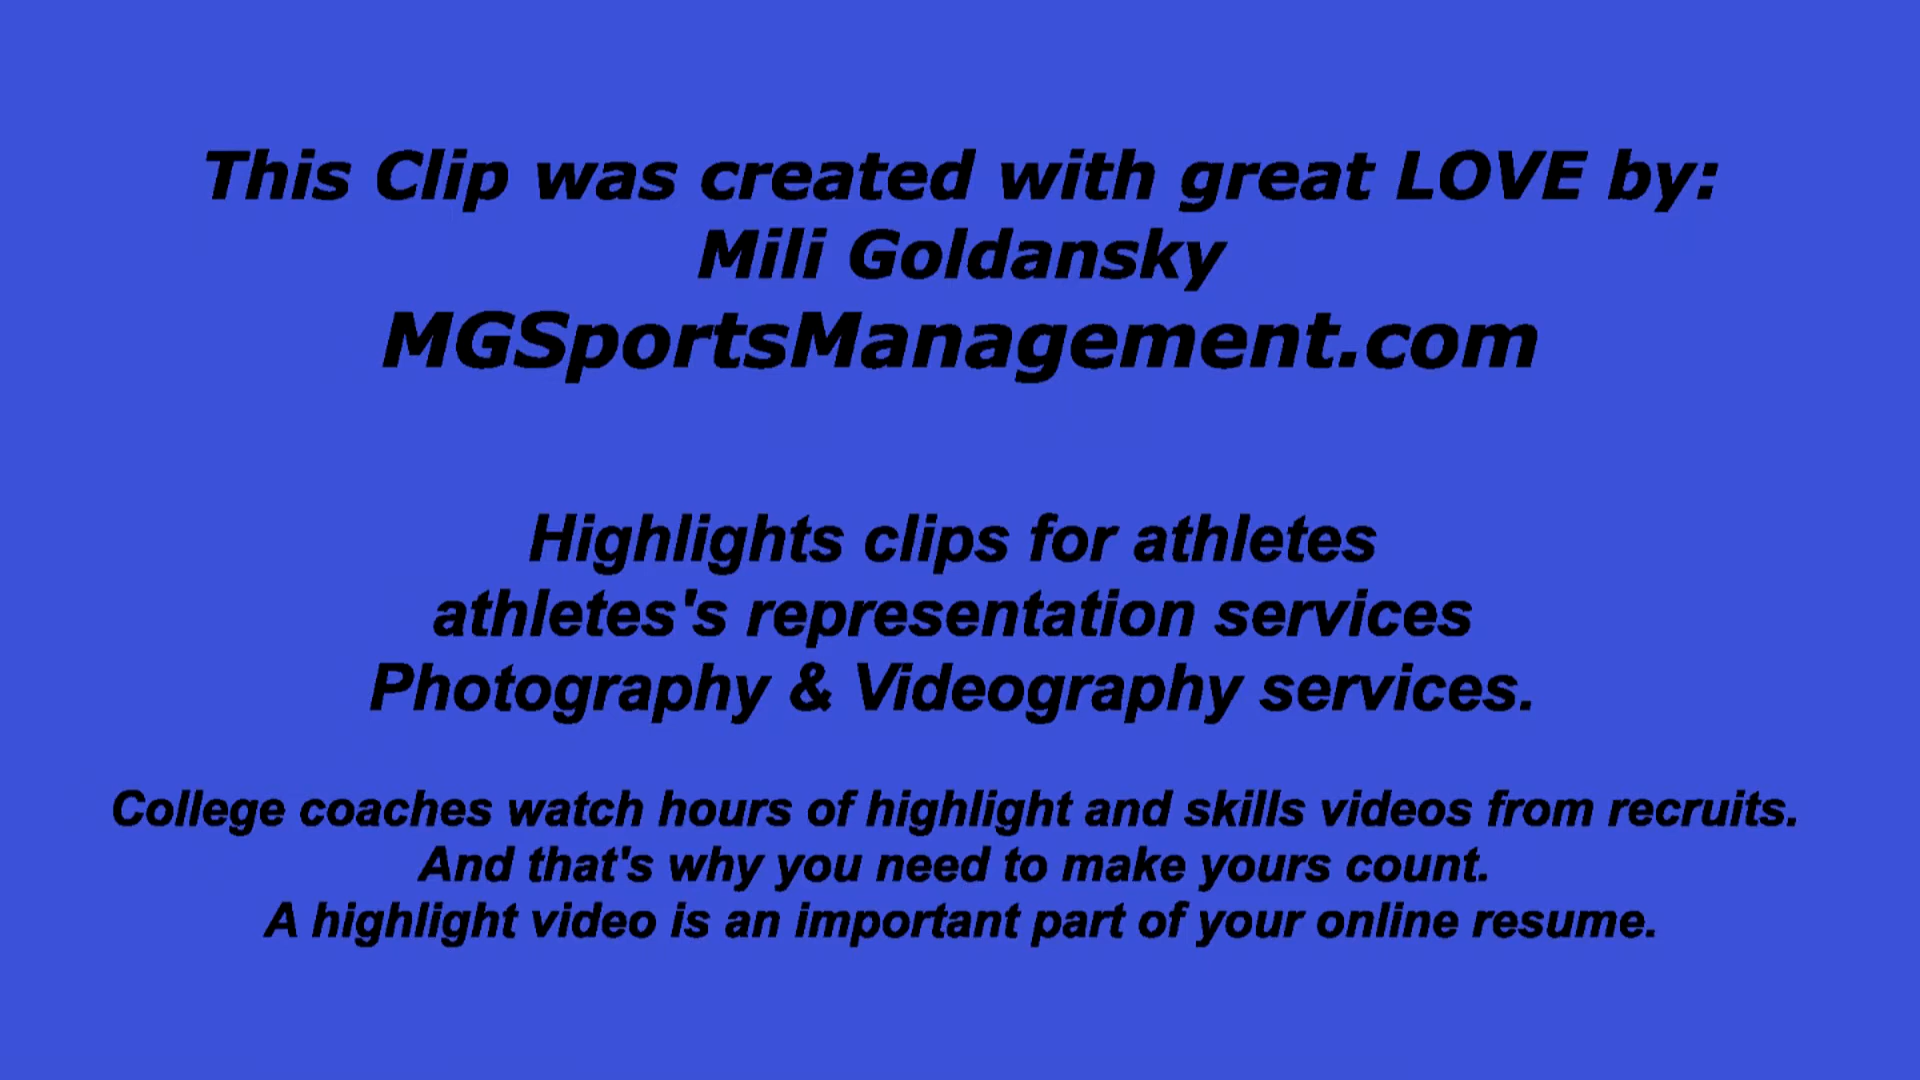 This Clip was created with great LOVE by:
Mili Goldansky
MGSportsManagement.com
Highlights clips for athletes
athletes's representation services
Photography & Videography services.
College coaches watch hours of highlight and skills videos from recruits.
And that's why you need to make yours count.
A highlight video is an important part of your online resume.